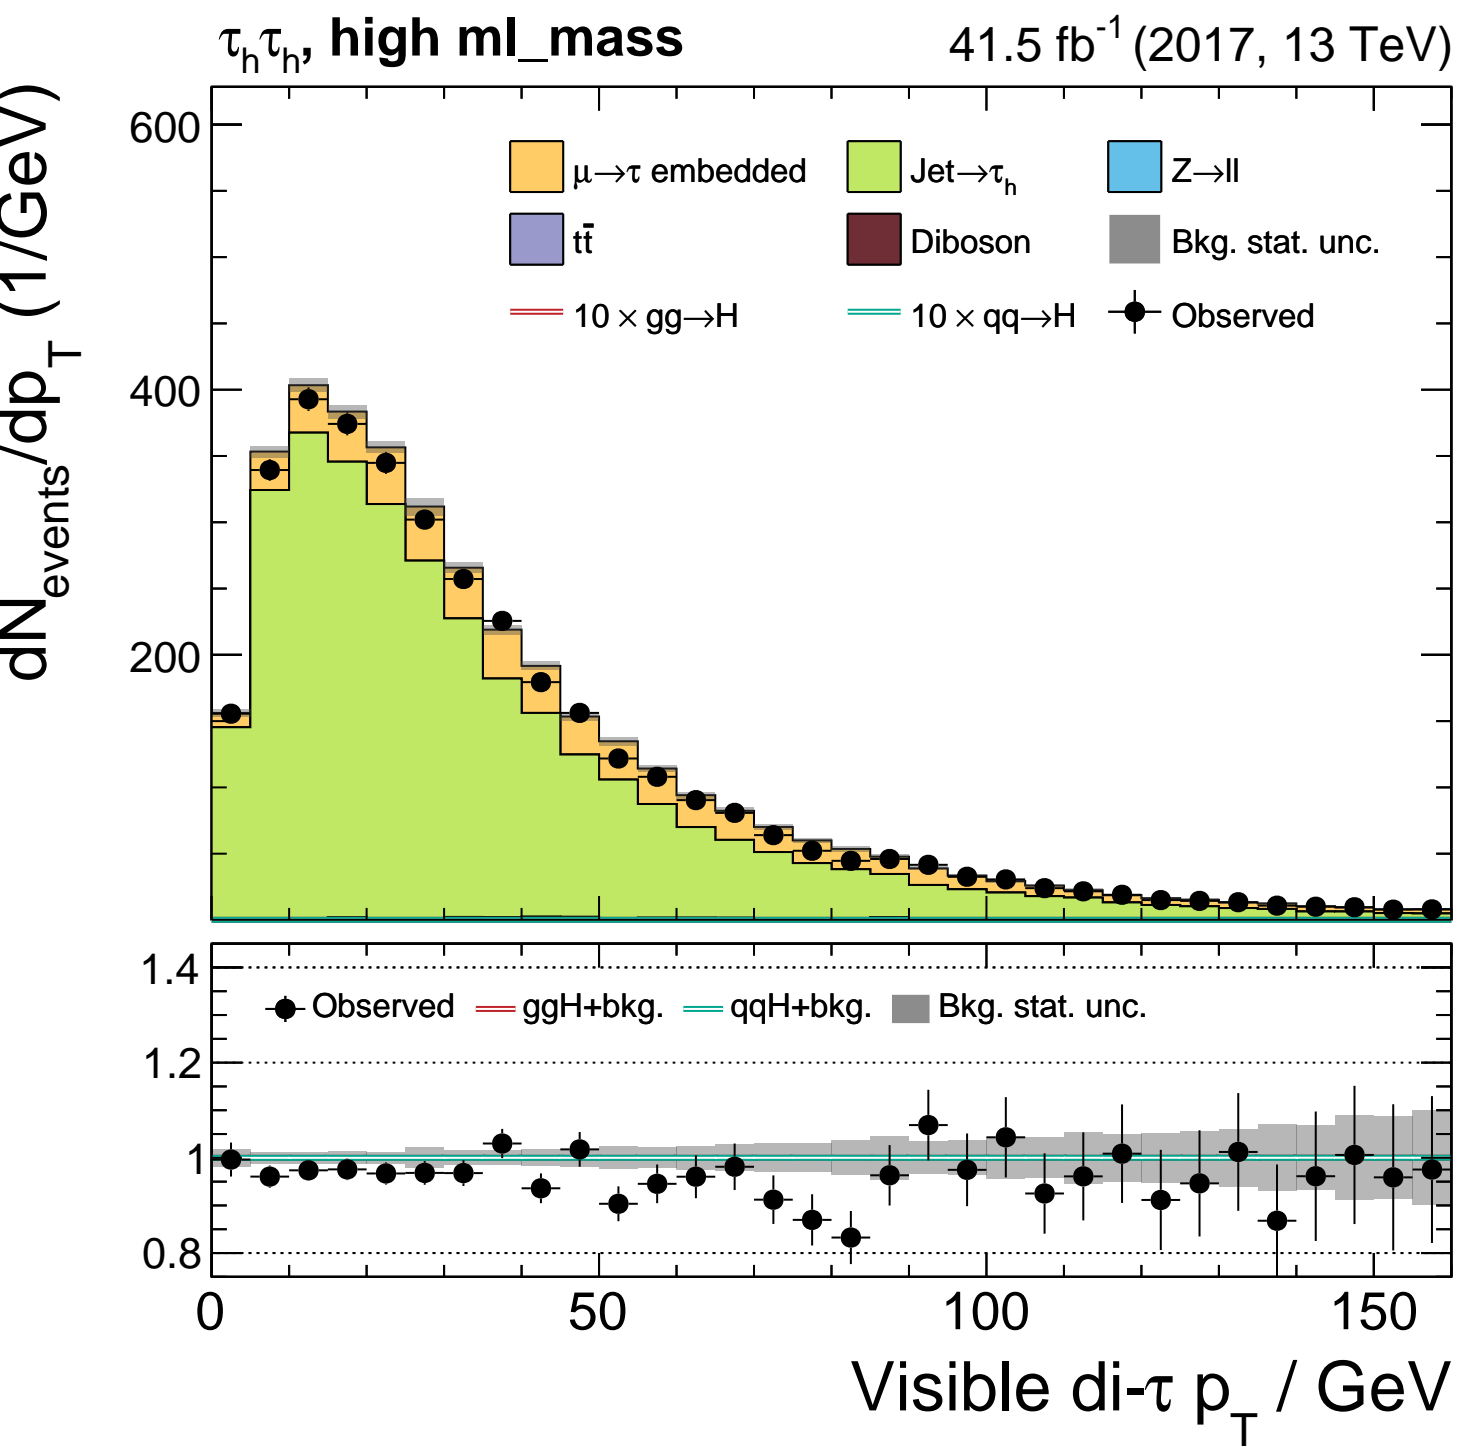 τhτh, high ml_mass
41.5 fb-1 (2017, 13 TeV)
dNevents/dpT (1/GeV)
600
400
200
μ→τ embedded
Jet→τh
Z→ll
tt̄
Diboson
Bkg. stat. unc.
10 × gg→H
10 × qq→H
Observed
1.4
1.2
1
0.8
Observed
ggH+bkg.
qqH+bkg.
Bkg. stat. unc.
0
50
100
150
Visible di-τ pT / GeV